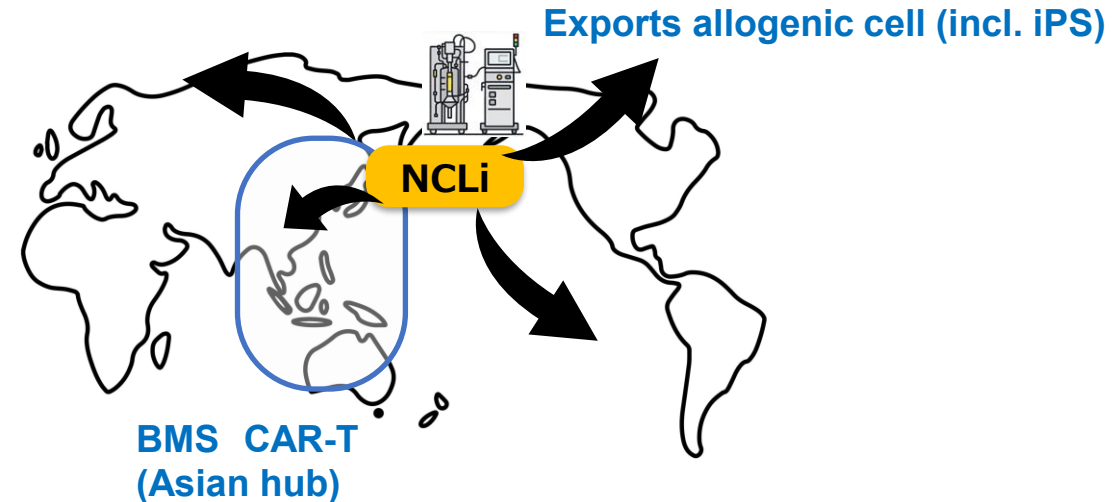 Exports allogenic cell (incl. iPS)
NCLi
BMS CAR-T
(Asian hub)